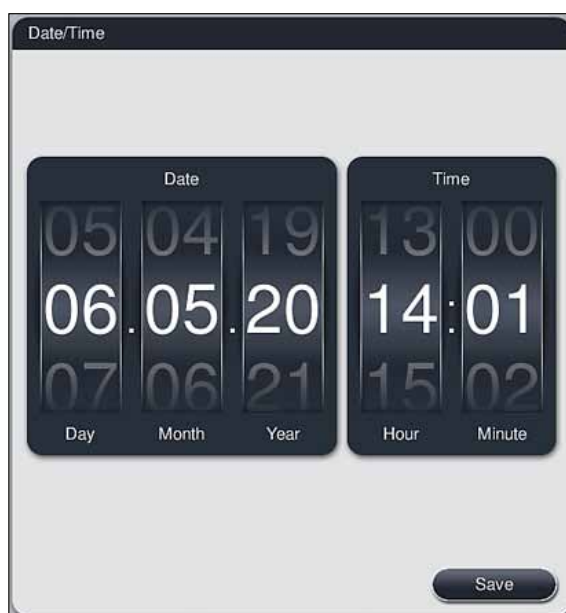 Date/Time
Date Time
05 04 19 13 00
06.05.20 14:01
07 06 21 15 02
Day Month Year Hour Minute
Save